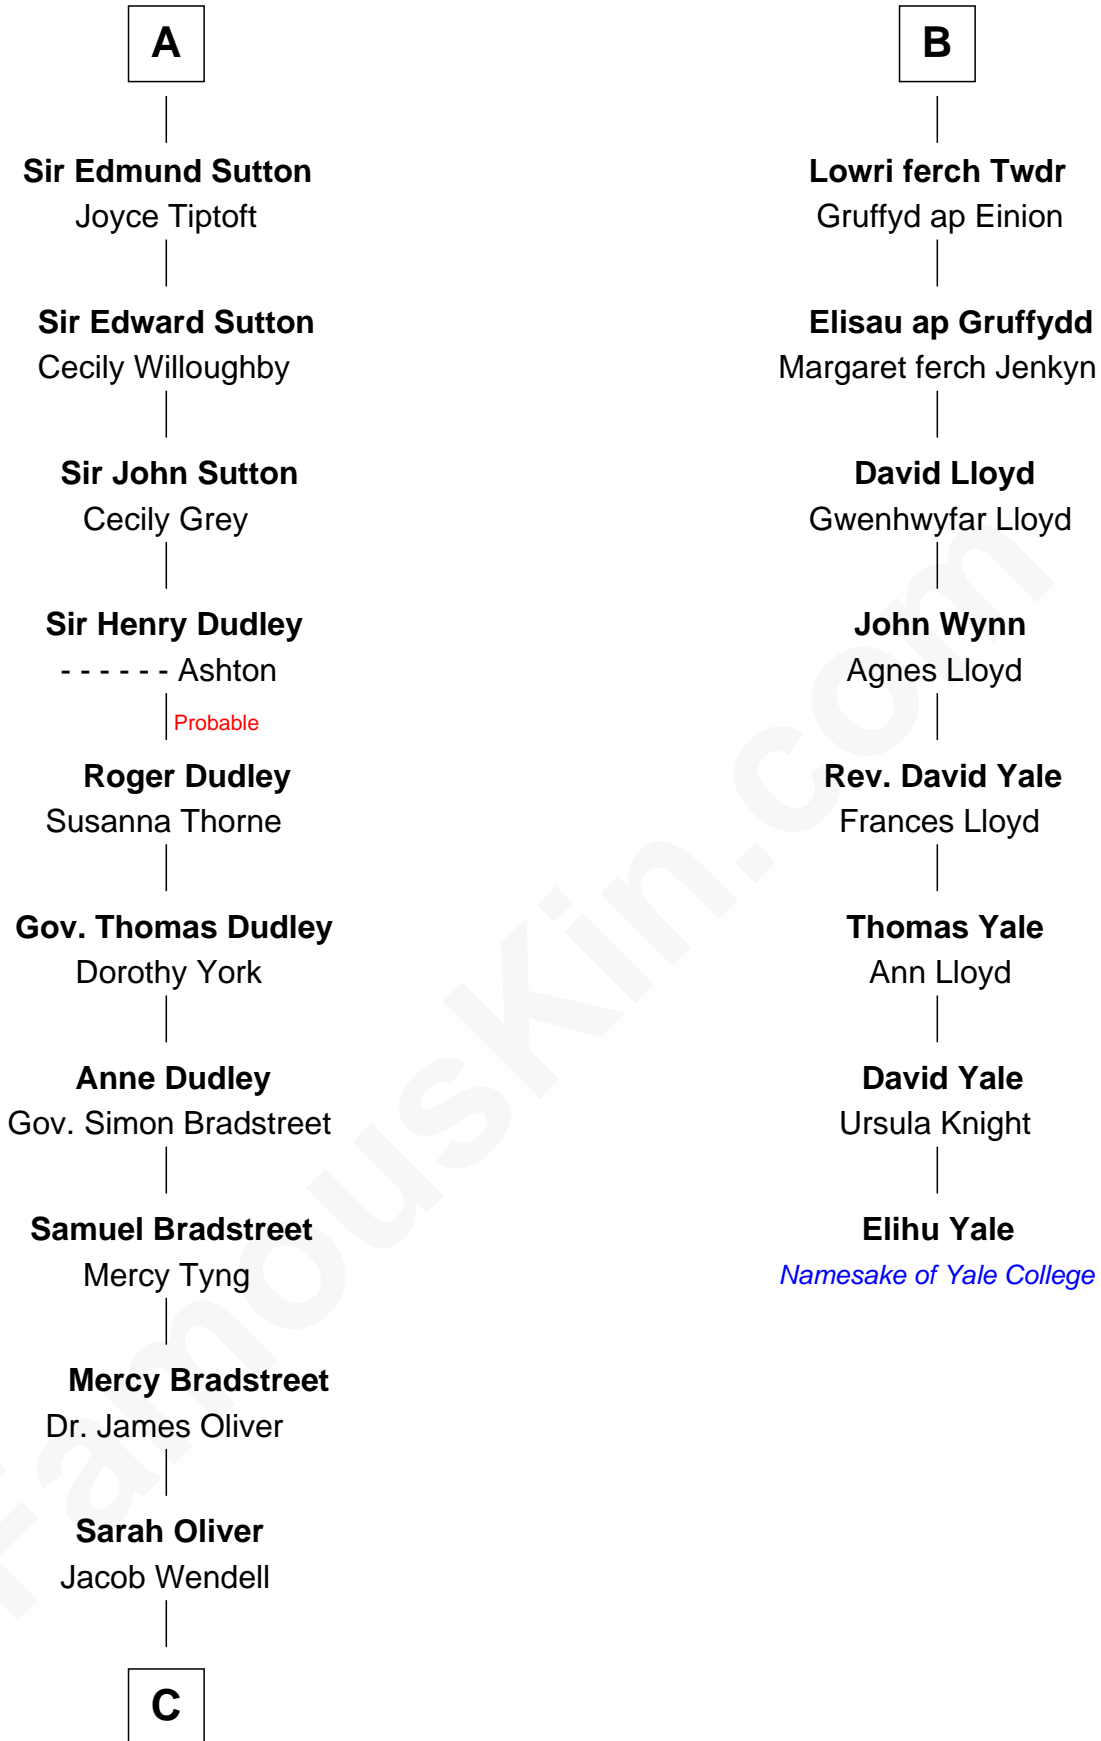 A
Sir Edmund Sutton
Joyce Tiptoft
Sir Edward Sutton
Cecily Willoughby
Sir John Sutton
Cecily Grey
Sir Henry Dudley
- - - - - - Ashton
Probable
Roger Dudley
Susanna Thorne
Gov. Thomas Dudley
Dorothy York
Anne Dudley
Gov. Simon Bradstreet
Samuel Bradstreet
Mercy Tyng
Mercy Bradstreet
Dr. James Oliver
Sarah Oliver
Jacob Wendell
C
B
Lowri ferch Twdr
Gruffyd ap Einion
Elisau ap Gruffydd
Margaret ferch Jenkyn
David Lloyd
Gwenhwyfar Lloyd
John Wynn
Agnes Lloyd
Rev. David Yale
Frances Lloyd
Thomas Yale
Ann Lloyd
David Yale
Ursula Knight
Elihu Yale
Namesake of Yale College
FamousKin.com